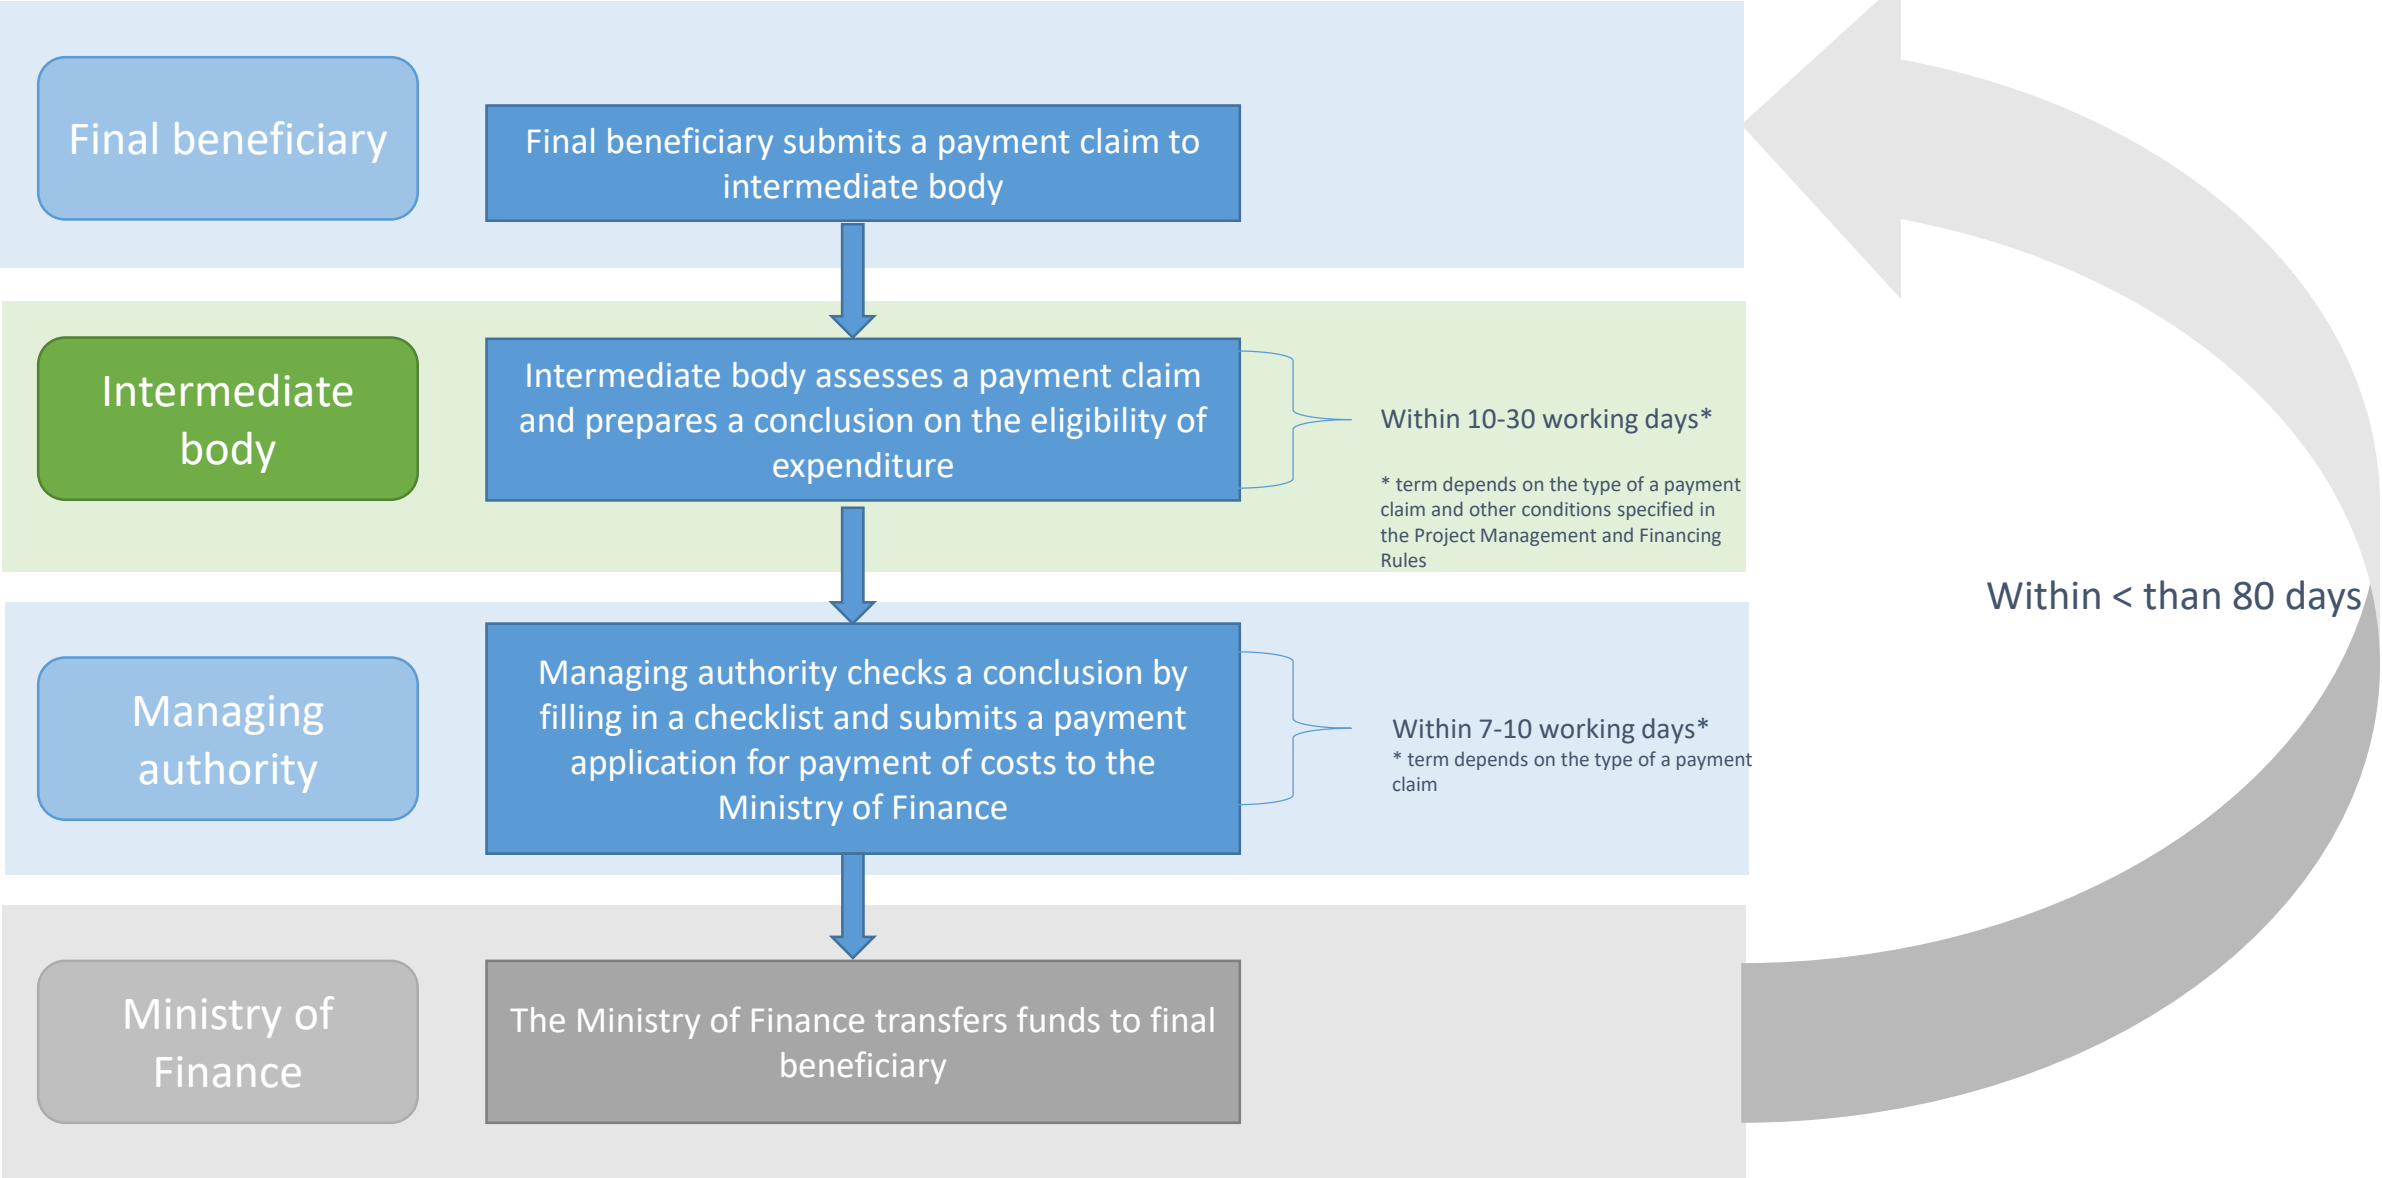 Final beneficiary
Final beneficiary submits a payment claim to
intermediate body
Intermediate
body
Intermediate body assesses a payment claim
and prepares a conclusion on the eligibility of
expenditure
Within 10-30 working days*
* term depends on the type of a payment
claim and other conditions specified in
the Project Management and Financing
Rules
Within < than 80 days
Managing
authority
Managing authority checks a conclusion by
filling in a checklist and submits a payment
application for payment of costs to the
Ministry of Finance
Within 7-10 working days*
* term depends on the type of a payment
claim
Ministry of
Finance
The Ministry of Finance transfers funds to final
beneficiary